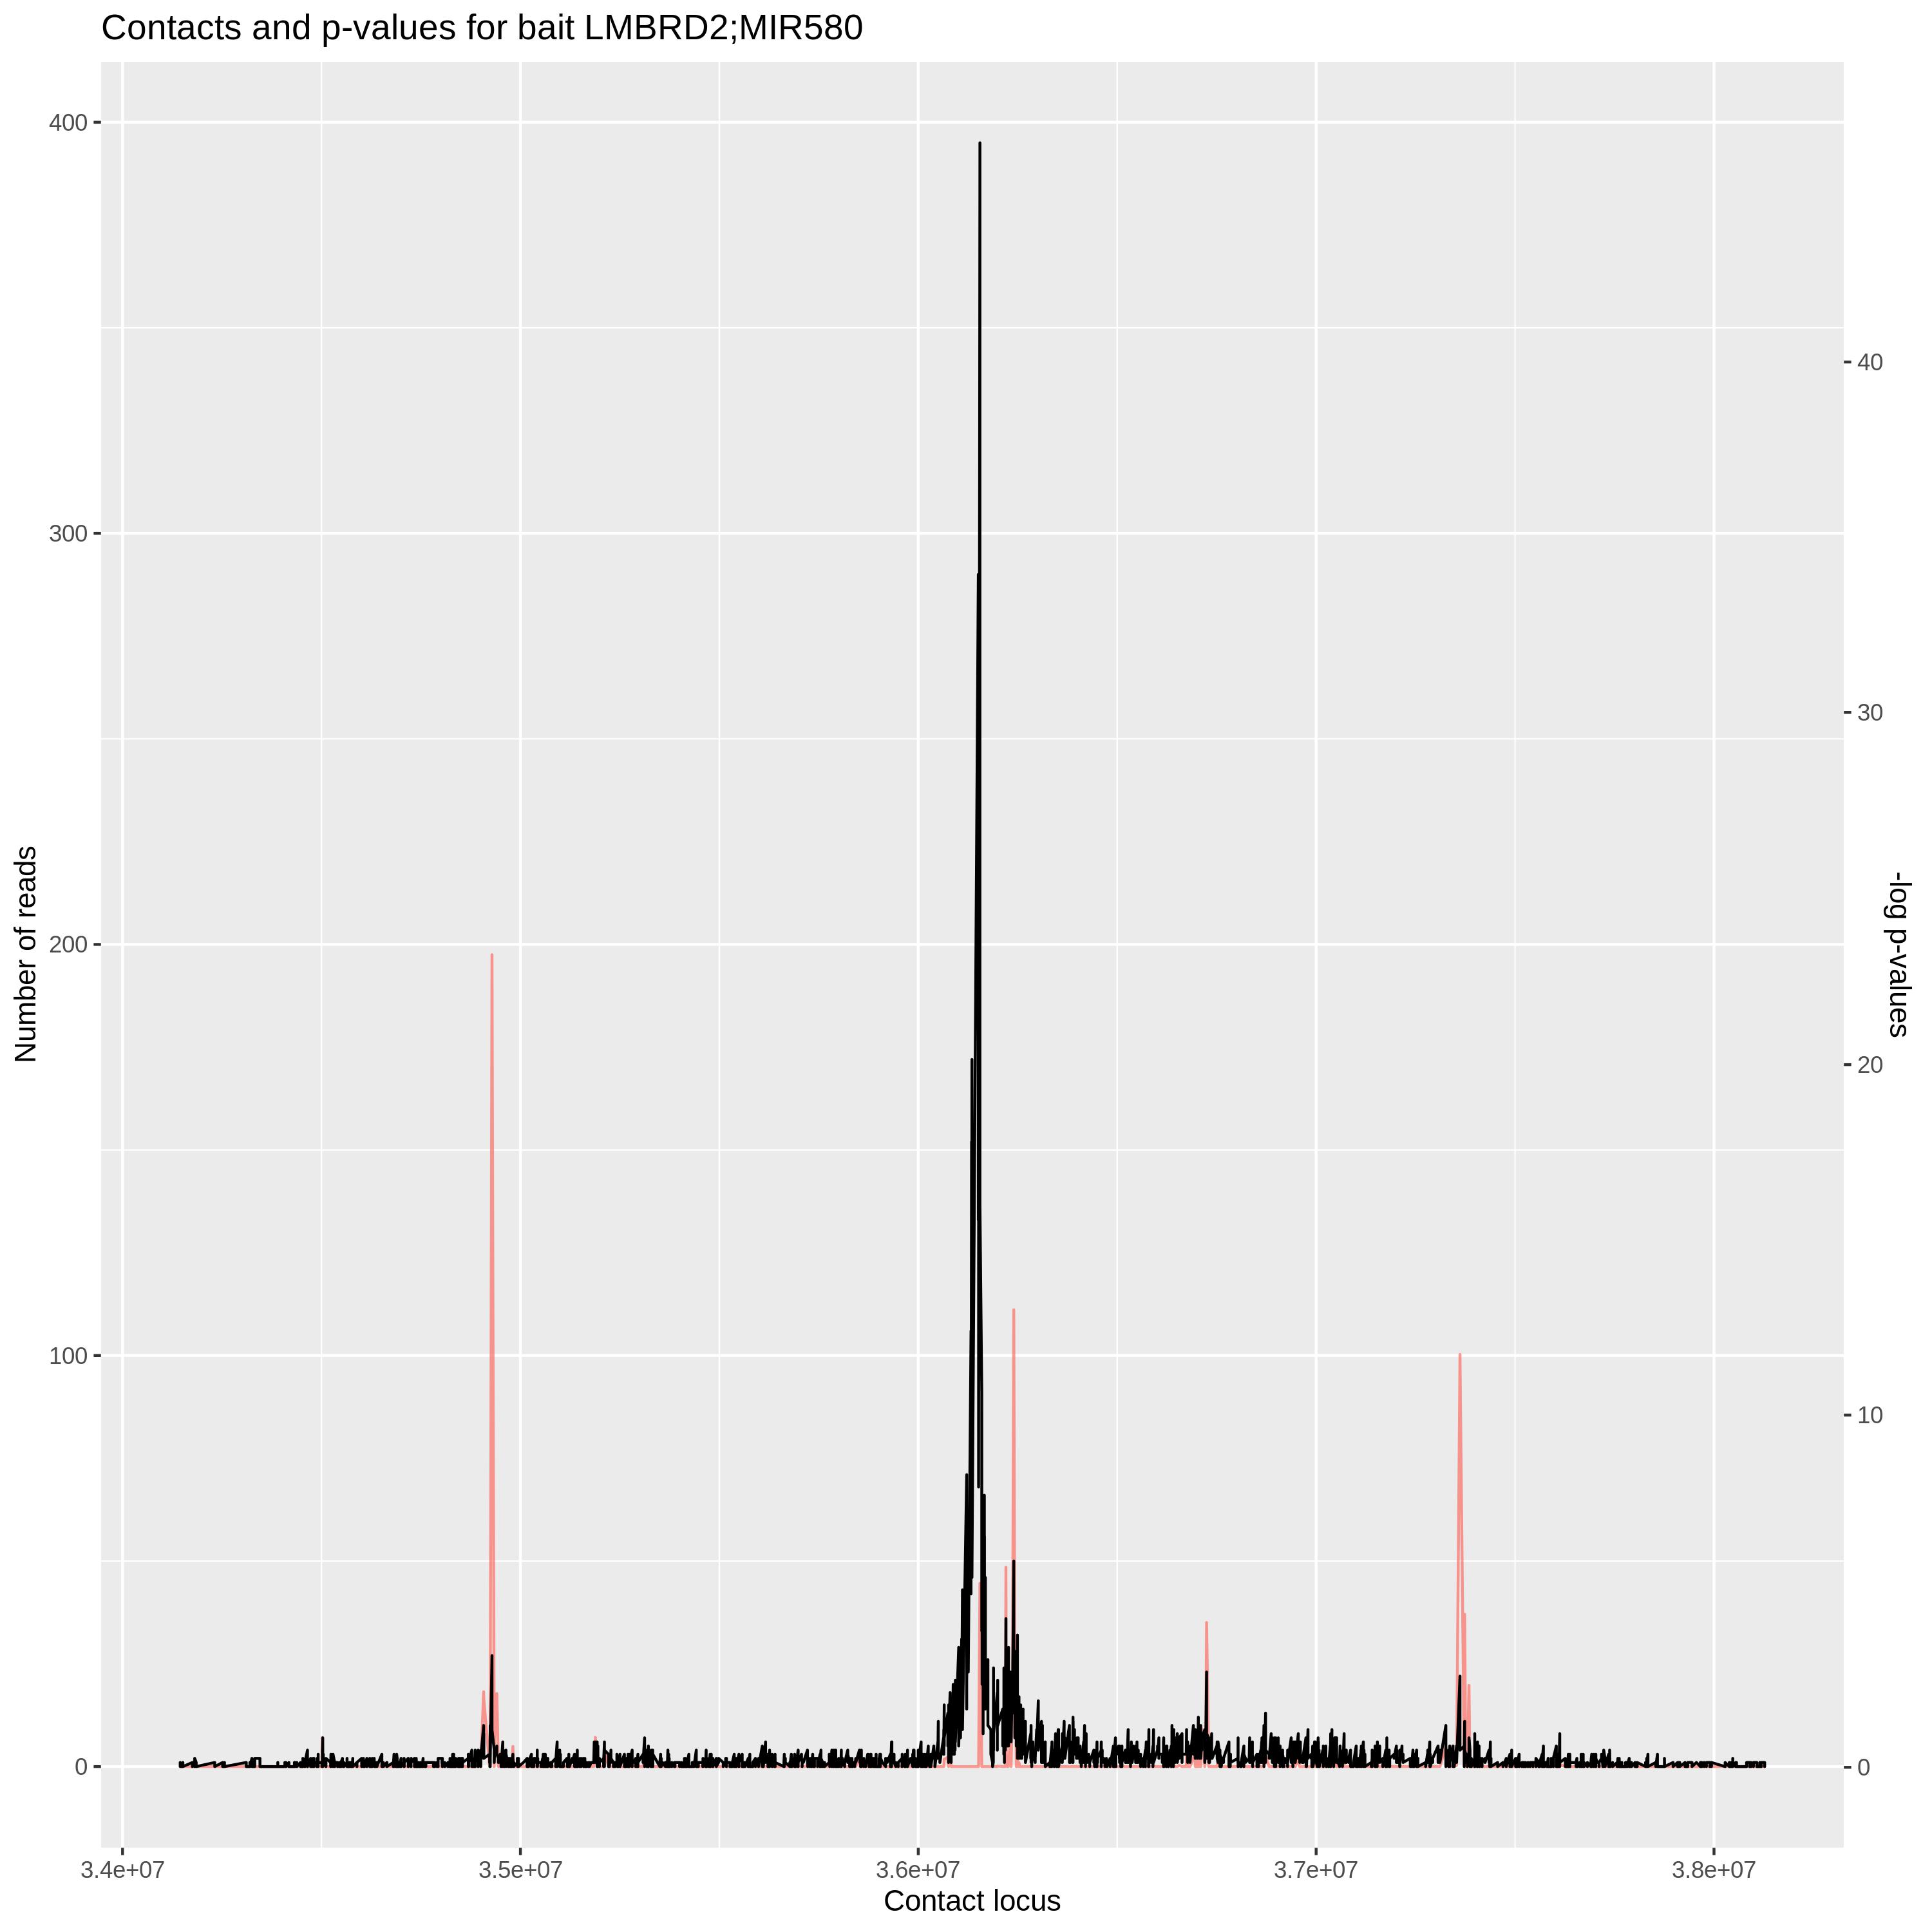 Contacts and p-values for bait LMBRD2;MIR580
400
300
200
100
0
Number of reads
40
30
20
10
0
-log p-values
3.4e+07 3.5e+07 3.6e+07 3.7e+07 3.8e+07
Contact locus